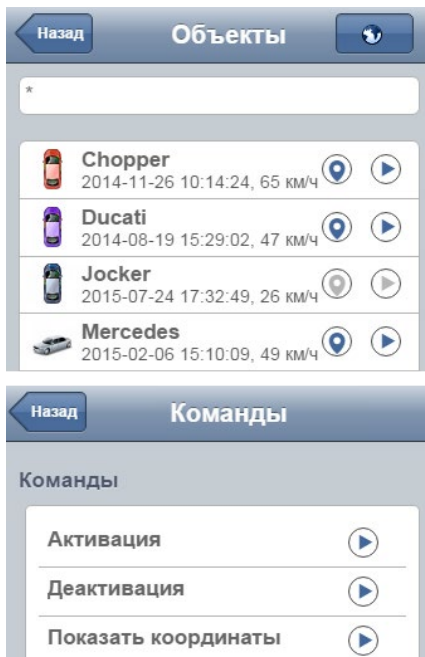 Назад
Объекты
*
Chopper
2014-11-26 10:14:24, 65 км/ч
Ducati
2014-08-19 15:29:02, 47 км/ч
Jocker
2015-07-24 17:32:49, 26 км/ч
Mercedes
2015-02-06 15:10:09, 49 км/ч
Назад
Команды
Команды
Активация
Деактивация
Показать координаты